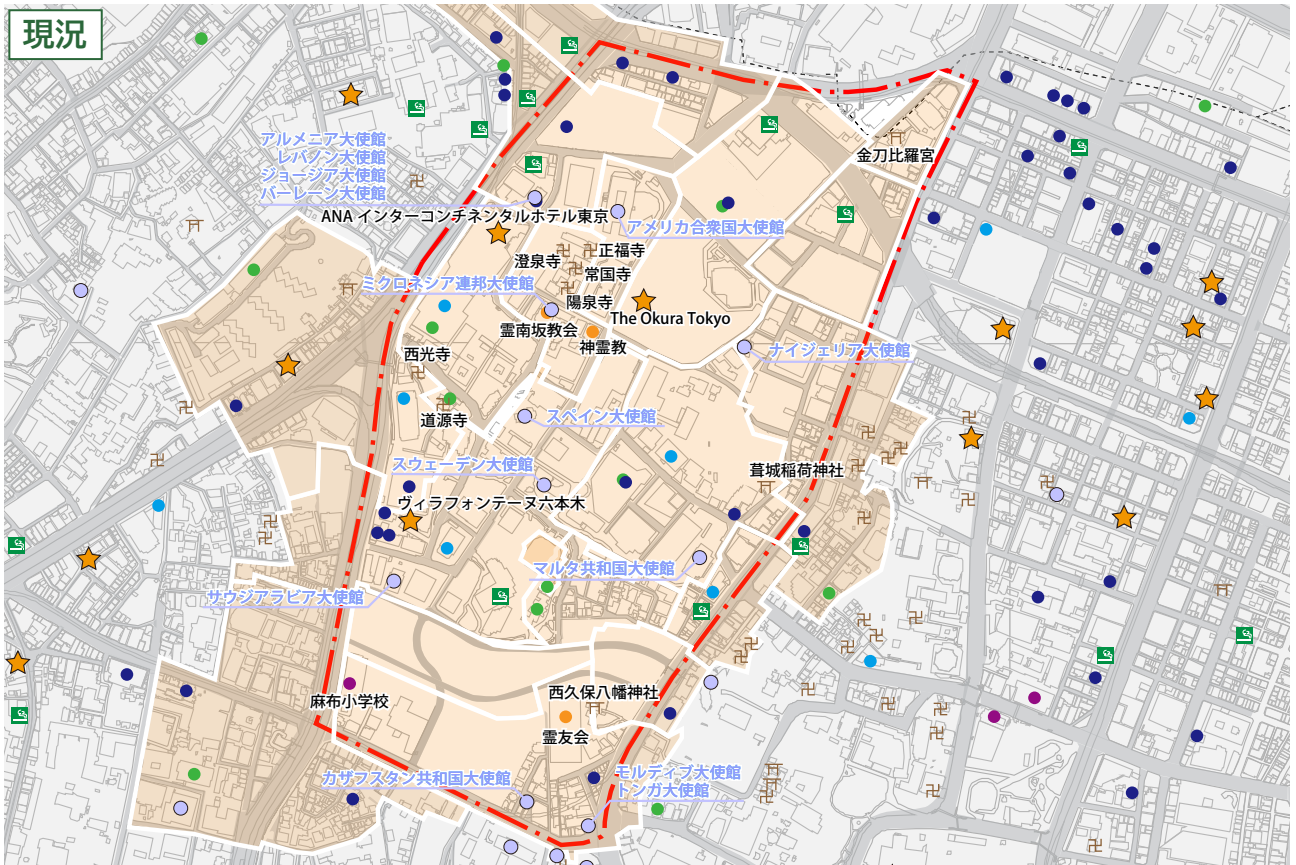 現況
アルメニア大使館
レバノン大使館
ジョージア大使館
バーレーン大使館
金刀比羅宮
ANA インターコンチネンタルホテル東京
アメリカ合衆国大使館
正福寺
澄泉寺
常国寺
ミクロネシア連邦大使館
陽泉寺
The Okura Tokyo
霊南坂教会
神霊教
ナイジェリア大使館
西光寺
道源寺
スペイン大使館
スウェーデン大使館
葺城稲荷神社
ヴィラフォンテーヌ六本木
マルタ共和国大使館
サウジアラビア大使館
麻布小学校
西久保八幡神社
霊友会
カザフスタン共和国大使館
モルディブ大使館
トンガ大使館